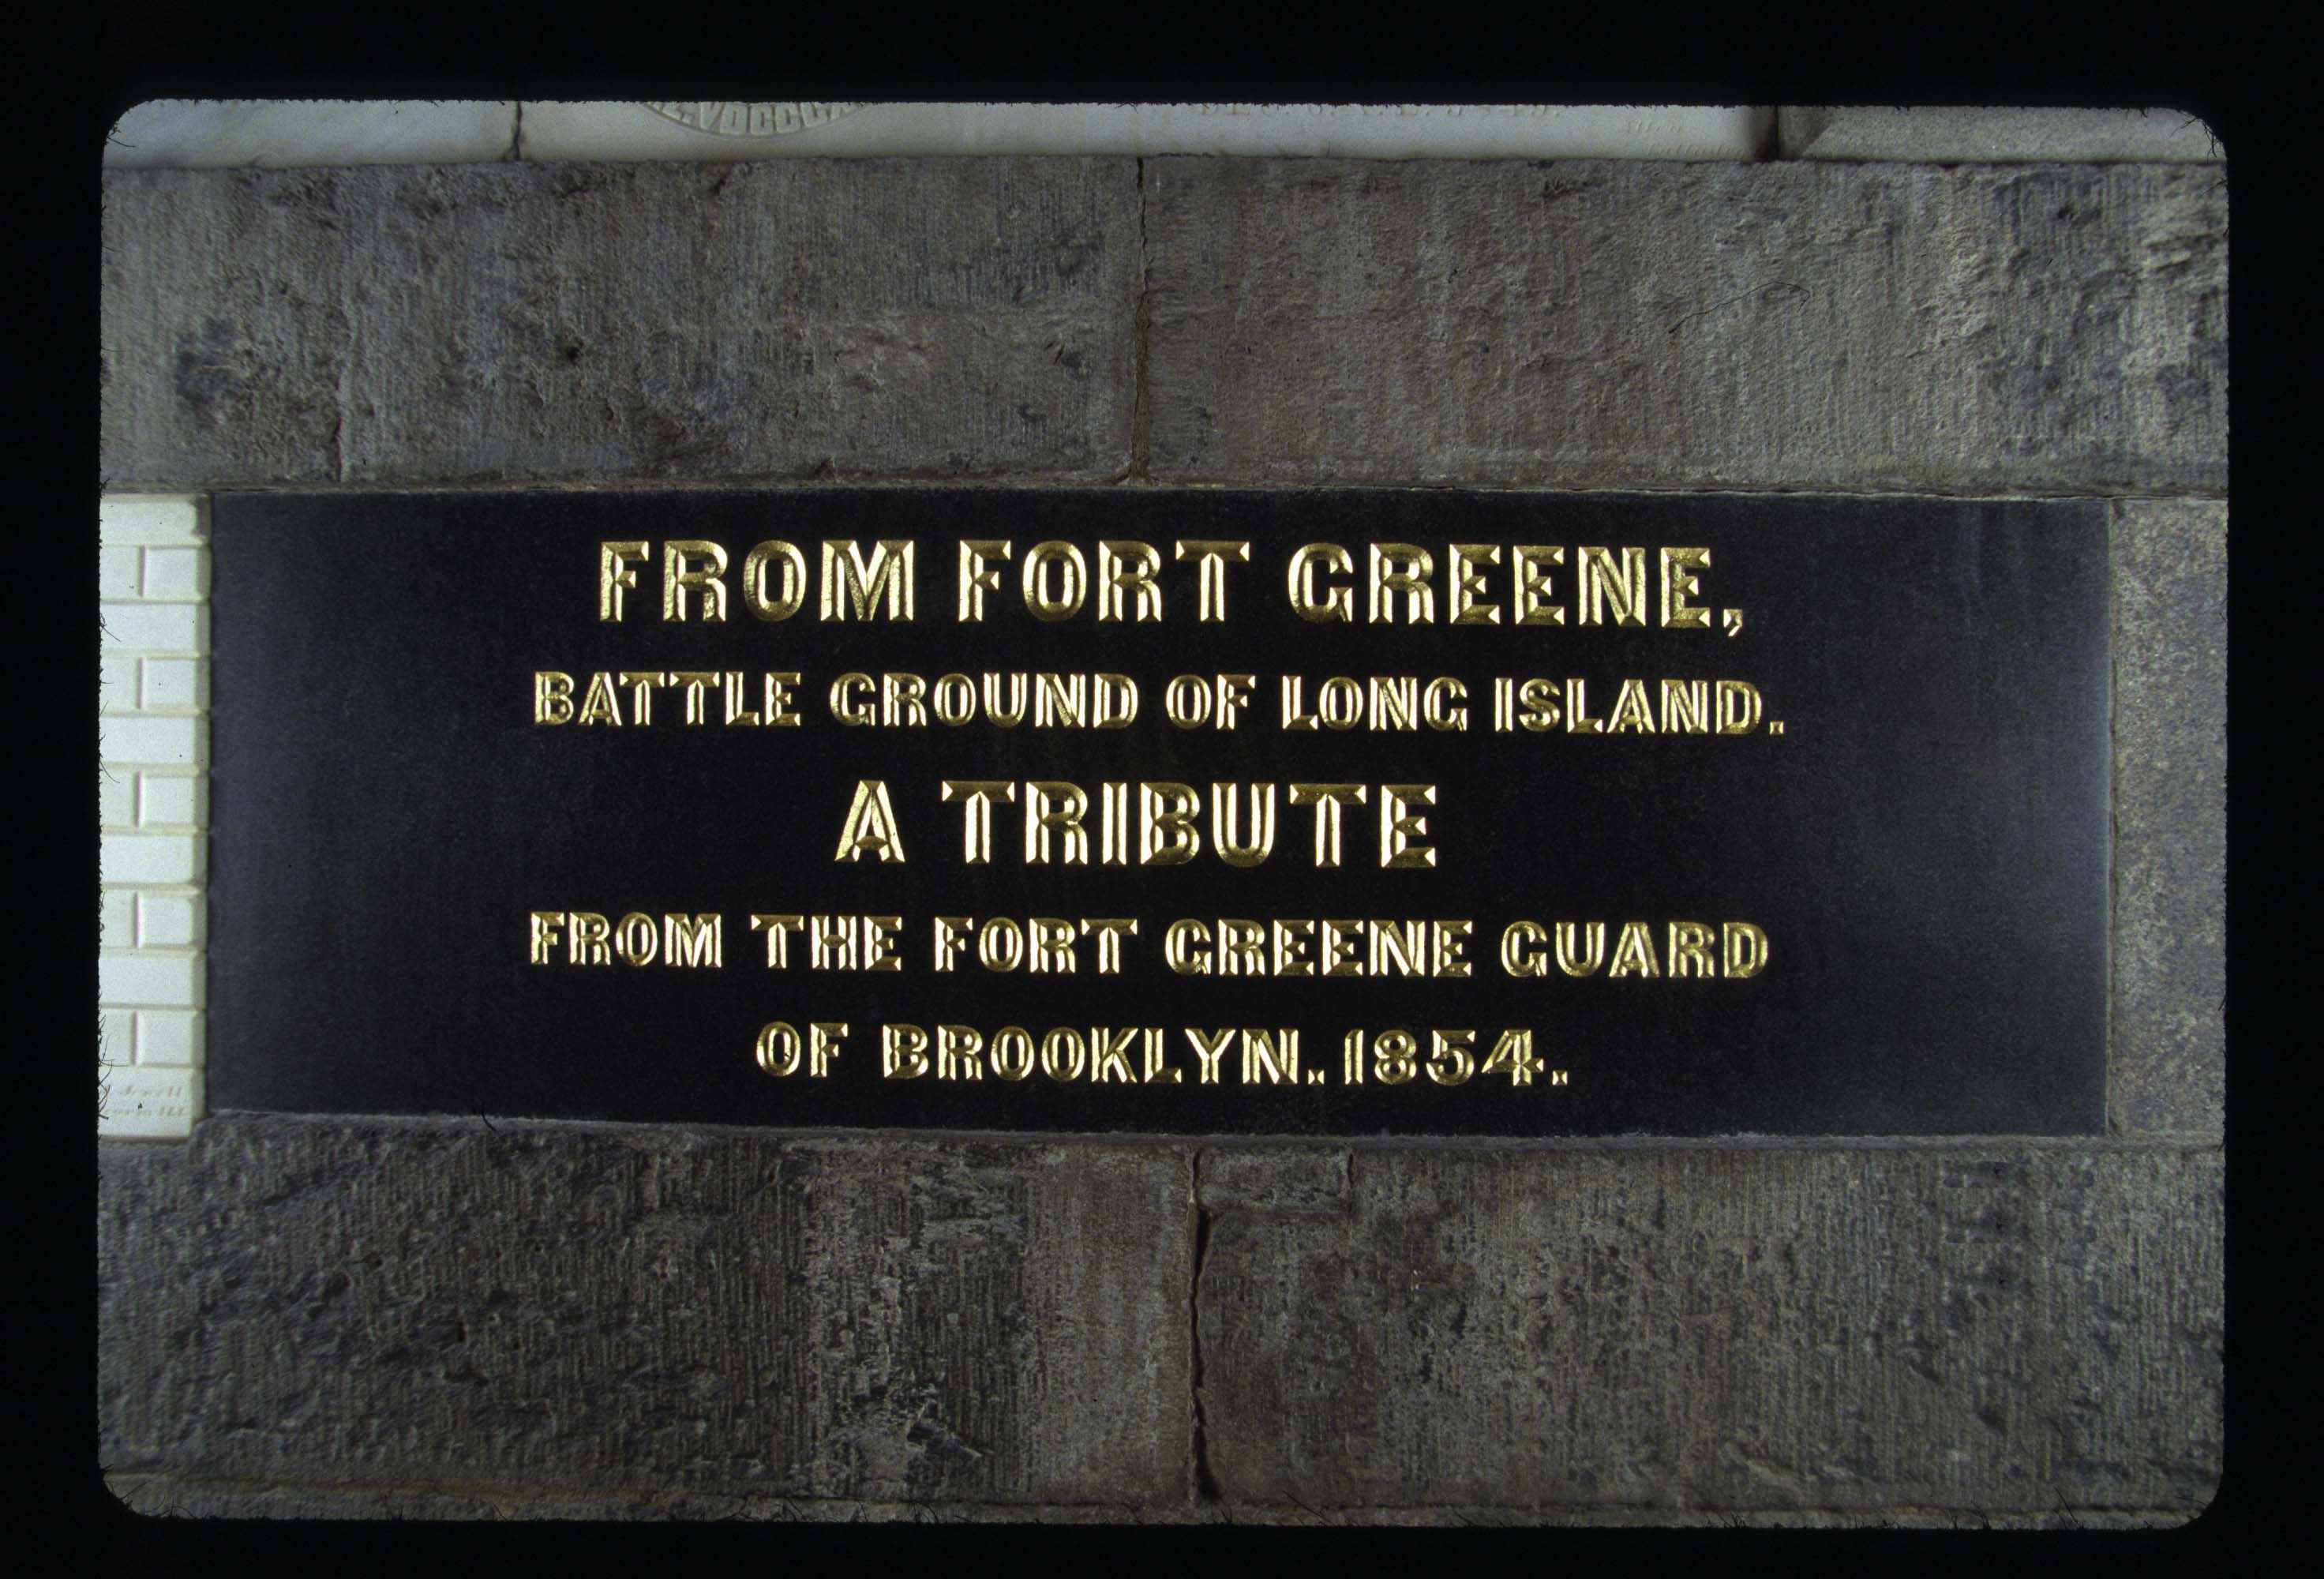 FROM FORT GREENE,
BATTLE GROUND OF LONG ISLAND.
A TRIBUTE
FROM THE FORT GREENE GUARD
OF BROOKLYN. 1854.